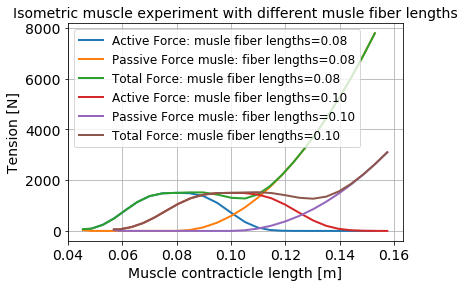 Isometric muscle experiment with different musle fiber lengths
8000
6000
4000
2000
0
Tension [N]
Active Force: musle fiber lengths=0.08
Passive Force musle: fiber lengths=0.08
Total Force: musle fiber lengths=0.08
Active Force: musle fiber lengths=0.10
Passive Force musle: fiber lengths=0.10
Total Force: musle fiber lengths=0.10
0.04 0.06 0.08 0.10 0.12 0.14 0.16
Muscle contracticle length [m]